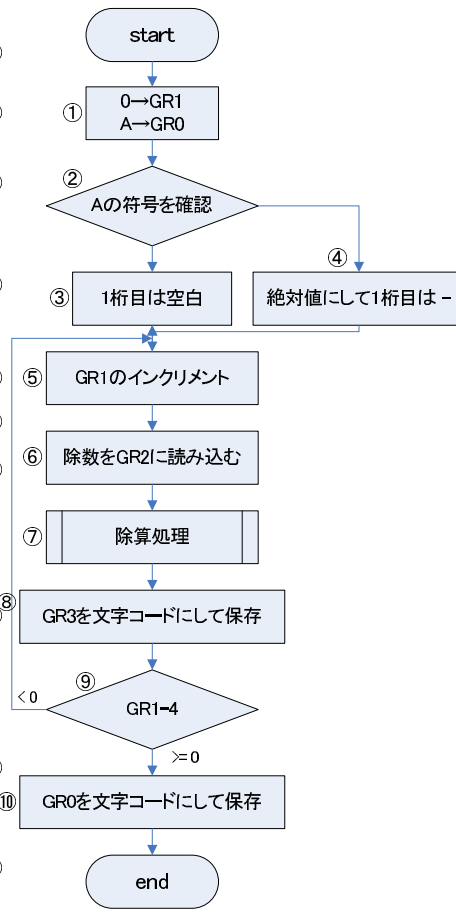 start
①
0→GR1
A→GR0
②
Aの符号を確認
④
③
1桁目は空白
絶対値にして1桁目は－
⑤
GR1のインクリメント
⑥
除数をGR2に読み込む
⑦
除算処理
⑧
GR3を文字コードにして保存
⑨
<0
GR1-4
>=0
⑩
GR0を文字コードにして保存
end